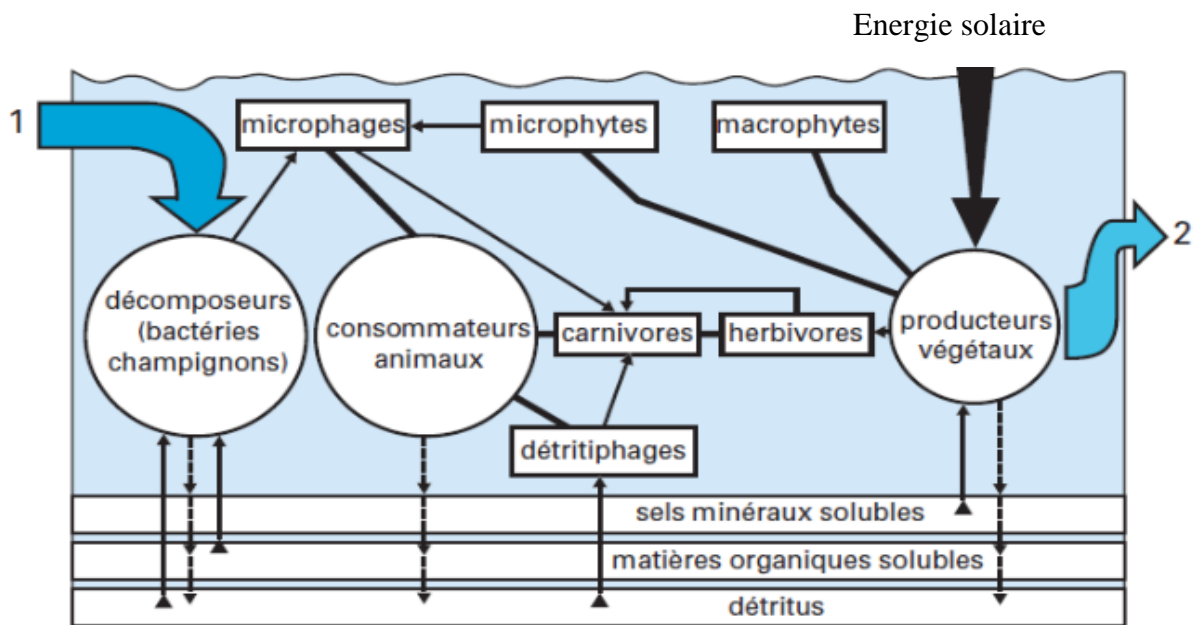 Energie solaire
1
microphages
microphytes
macrophytes
2
décomposeurs
(bactéries
champignons)
consommateurs
animaux
carnivores
herbivores
producteurs
végétaux
détritiphages
sels minéraux solubles
matières organiques solubles
détritus